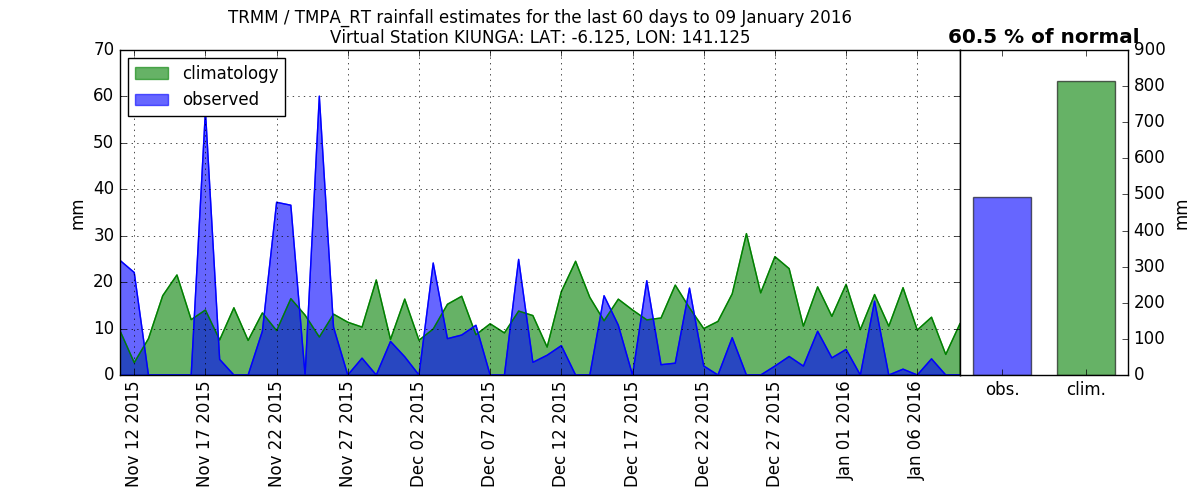 TRMM / TMPA_RT rainfall estimates for the last 60 days to 09 January 2016
Virtual Station KIUNGA: LAT: -6.125, LON: 141.125
60.5 % of normal
climatology
observed
70
60
50
40
30
20
10
0
mm
900
800
700
600
500
400
300
200
100
0
mm
Nov 12 2015
Nov 17 2015
Nov 22 2015
Nov 27 2015
Dec 02 2015
Dec 07 2015
Dec 12 2015
Dec 17 2015
Dec 22 2015
Dec 27 2015
Jan 01 2016
Jan 06 2016
obs.
clim.